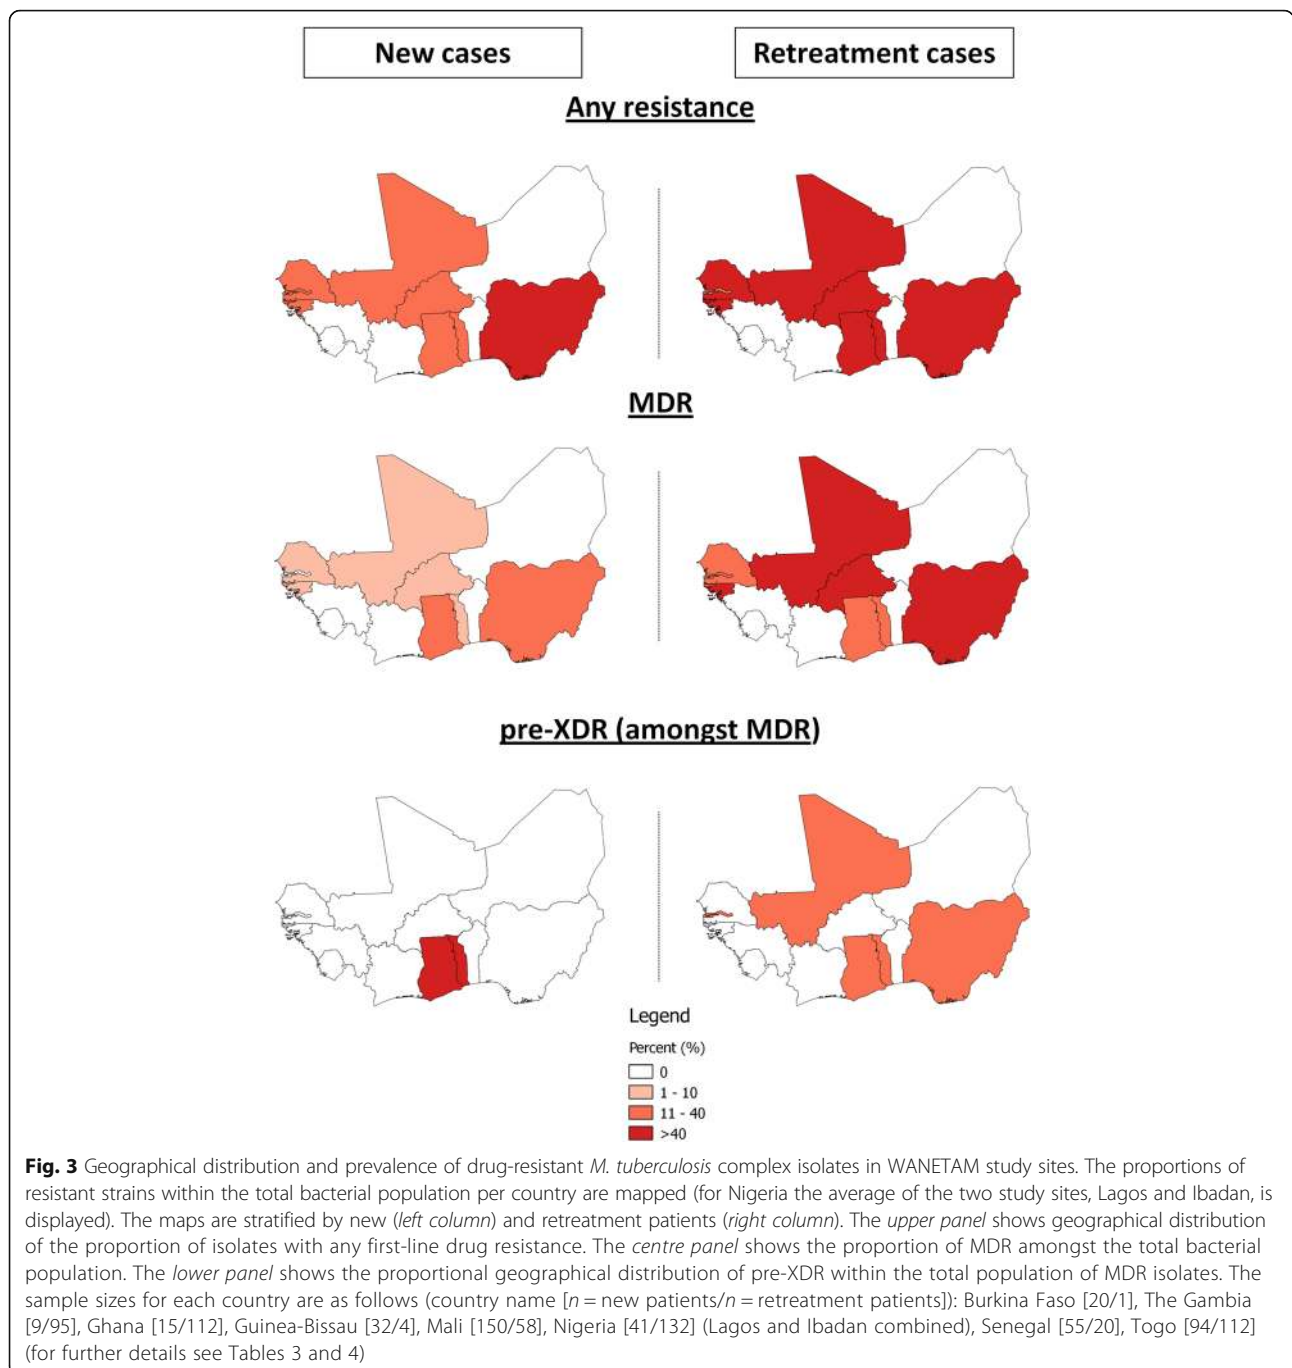 New cases
Retreatment cases
Any resistance
MDR
pre-XDR (amongst MDR)
Legend
Percent (%)
0
1 - 10
11 - 40
>40
Fig. 3 Geographical distribution and prevalence of drug-resistant M. tuberculosis complex isolates in WANETAM study sites. The proportions of
resistant strains within the total bacterial population per country are mapped (for Nigeria the average of the two study sites, Lagos and Ibadan, is
displayed). The maps are stratified by new (left column) and retreatment patients (right column). The upper panel shows geographical distribution
of the proportion of isolates with any first-line drug resistance. The centre panel shows the proportion of MDR amongst the total bacterial
population. The lower panel shows the proportional geographical distribution of pre-XDR within the total population of MDR isolates. The
sample sizes for each country are as follows (country name [n = new patients/n = retreatment patients]): Burkina Faso [20/1], The Gambia
[9/95], Ghana [15/112], Guinea-Bissau [32/4], Mali [150/58], Nigeria [41/132] (Lagos and Ibadan combined), Senegal [55/20], Togo [94/112]
(for further details see Tables 3 and 4)